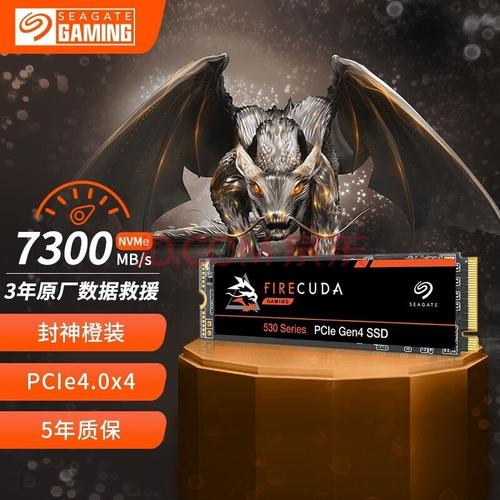 SEAGATE
GAMING
7300 NVMe
MB/s
3年原厂数据救援
封神橙装
PCIe4.0x4
5年质保
FIRECUDA
GAMING
SEAGATE
530 Series PCIe Gen4 SSD